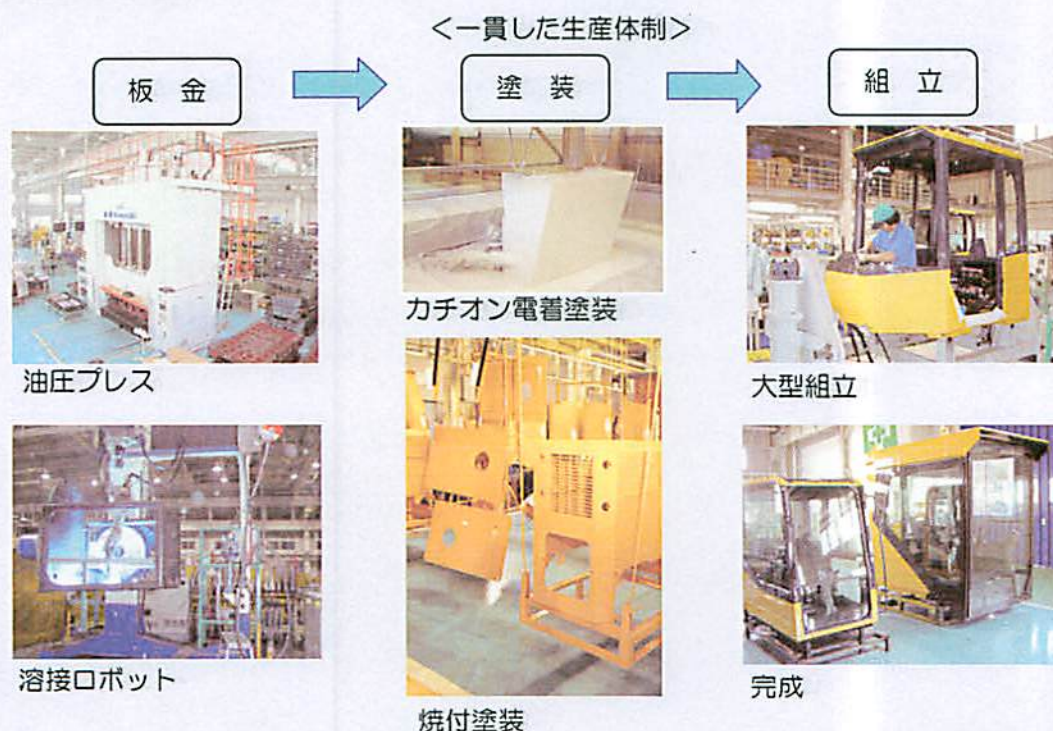 <一貫した生産体制>
板 金
塗 装
組 立
油圧プレス
溶接ロボット
カチオン電着塗装
焼付塗装
大型組立
完成